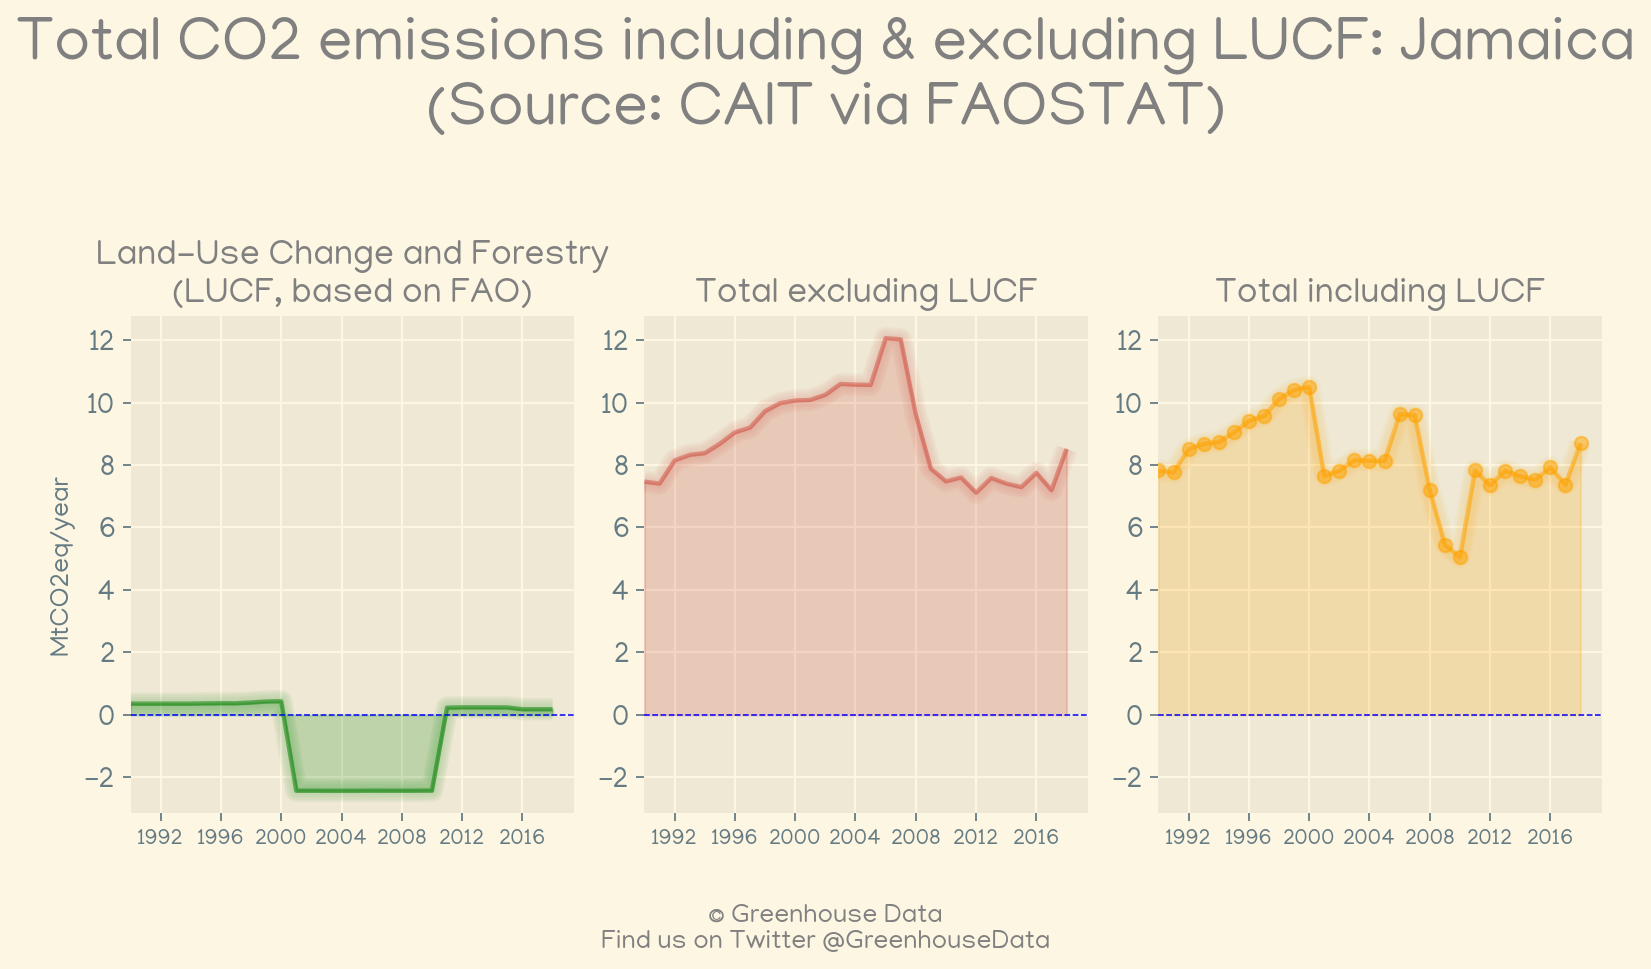 Total CO2 emissions including & excluding LUCF: Jamaica
(Source: CAIT via FAOSTAT)
Land-Use Change and Forestry
(LUCF, based on FAO)
Total excluding LUCF
Total including LUCF
MtCO2eq/year
12
10
8
6
4
2
0
−2
1992 1996 2000 2004 2008 2012 2016
12
10
8
6
4
2
0
−2
1992 1996 2000 2004 2008 2012 2016
12
10
8
6
4
2
0
−2
1992 1996 2000 2004 2008 2012 2016
© Greenhouse Data
Find us on Twitter @GreenhouseData